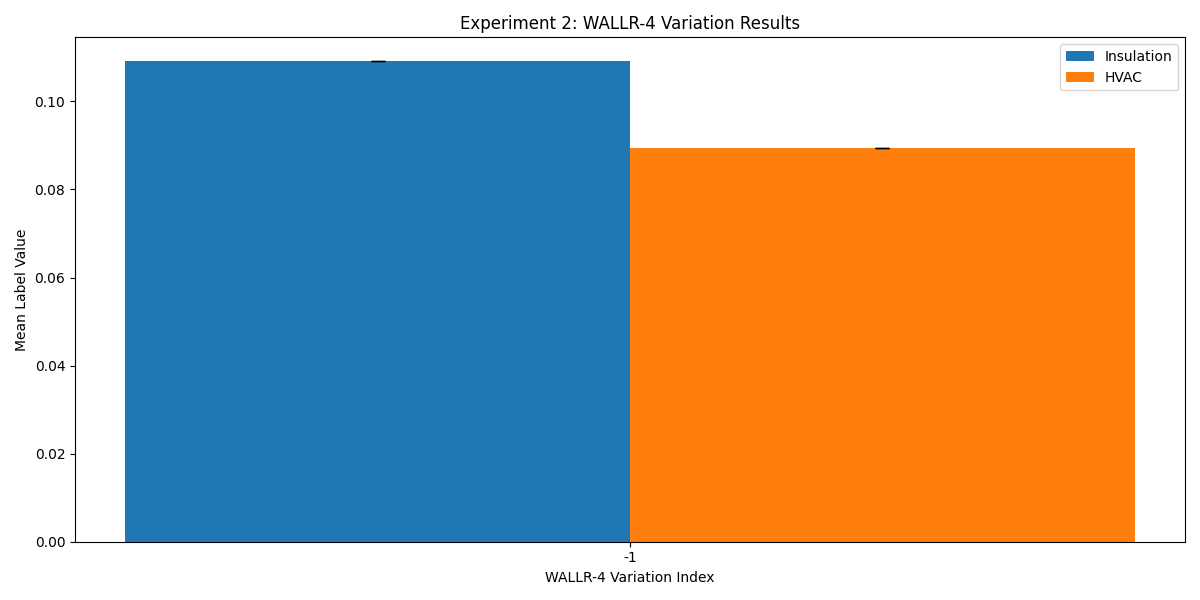 Experiment 2: WALLR-4 Variation Results
Insulation
HVAC
Mean Label Value
0.10
0.08
0.06
0.04
0.02
0.00
-1
WALLR-4 Variation Index